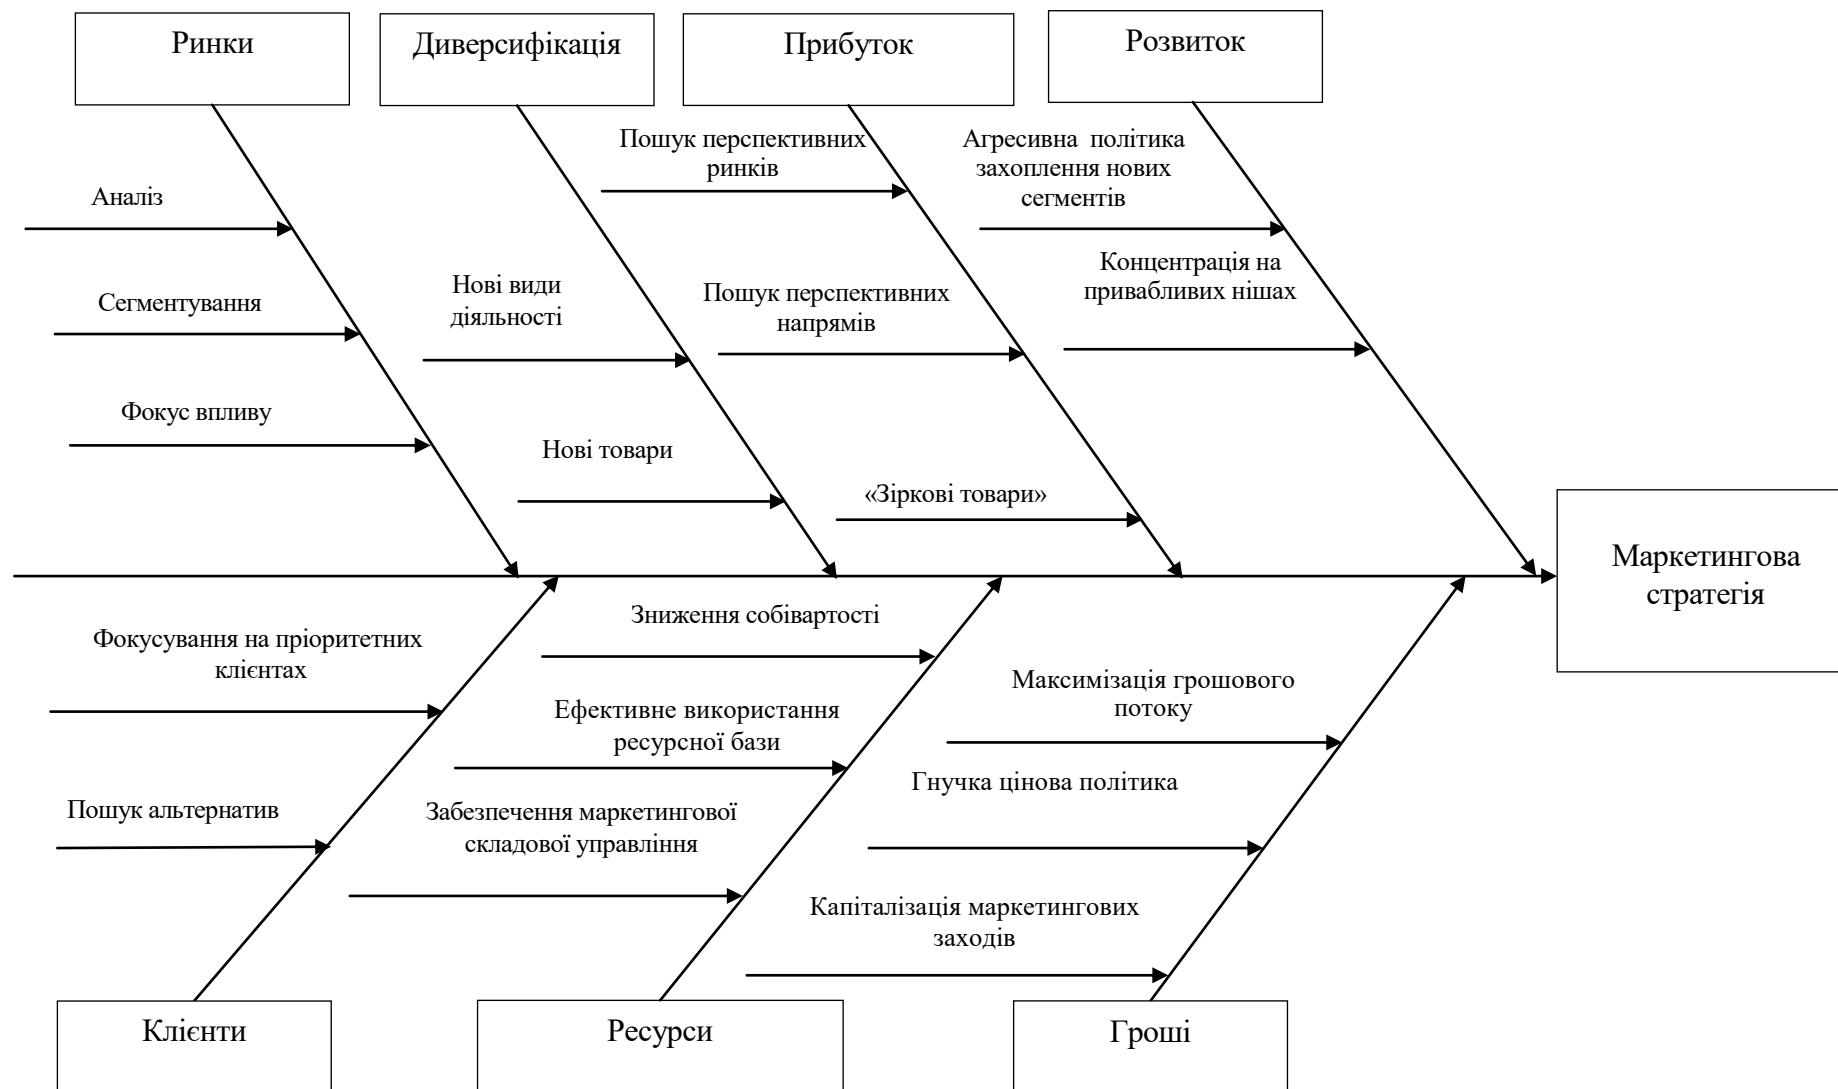 Ринки
Диверсифікація
Прибуток
Розвиток
Пошук перспективних
ринків
Агресивна політика
захоплення нових
сегментів
Аналіз
Концентрація на
привабливих нішах
Нові види
діяльності
Пошук перспективних
напрямів
Сегментування
Фокус впливу
Нові товари
«Зіркові товари»
Маркетингова
стратегія
Зниження собівартості
Фокусування на пріоритетних
клієнтах
Максимізація грошового
потоку
Ефективне використання
ресурсної бази
Гнучка цінова політика
Пошук альтернатив
Забезпечення маркетингової
складової управління
Капіталізація маркетингових
заходів
Клієнти
Ресурси
Гроші